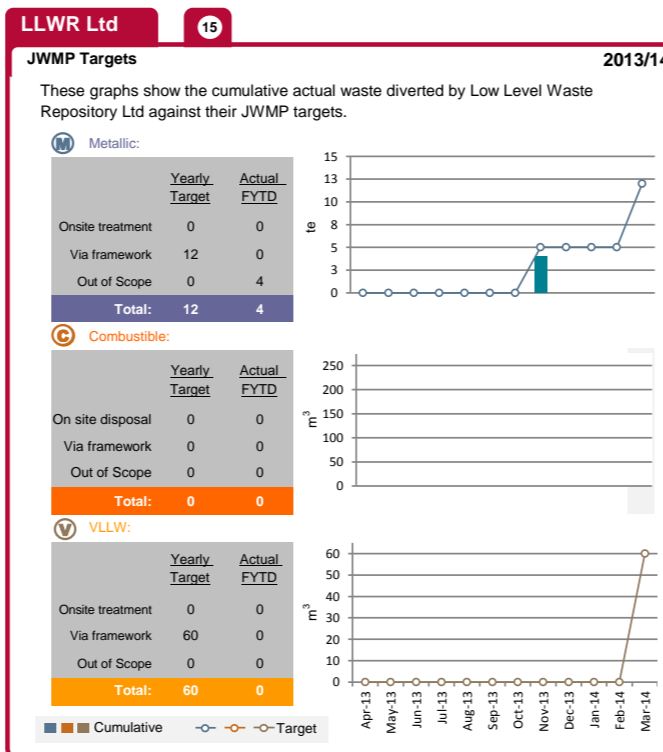 LLWR Ltd 15
JWMP Targets 2013/14
These graphs show the cumulative actual waste diverted by Low Level Waste
Repository Ltd against their JWMP targets.
M Metallic:
Yearly Target Actual FYTD
Onsite treatment 0 0
Via framework 12 0
Out of Scope 0 4
Total: 12 4
te
15
13
10
8
5
3
0
C Combustible:
Yearly Target Actual FYTD
On site disposal 0 0
Via framework 0 0
Out of Scope 0 0
Total: 0 0
m³
250
200
150
100
50
0
V VLLW:
Yearly Target Actual FYTD
Onsite treatment 0 0
Via framework 60 0
Out of Scope 0 0
Total: 60 0
m³
60
50
40
30
20
10
0
Apr-13 May-13 Jun-13 Jul-13 Aug-13 Sep-13 Oct-13 Nov-13 Dec-13 Jan-14 Feb-14 Mar-14
Cumulative Target